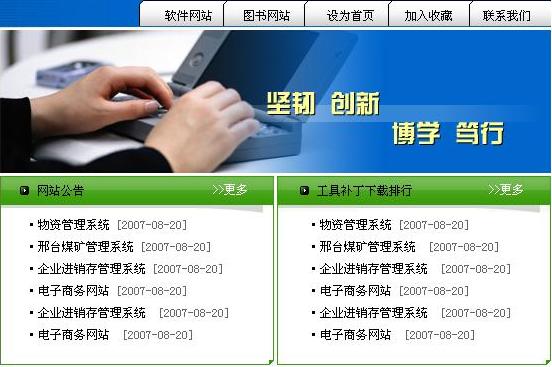 软件网站 图书网站 设为首页 加入收藏 联系我们
坚韧 创新
博学 笃行
网站公告 >>更多
物资管理系统 [2007-08-20]
邢台煤矿管理系统 [2007-08-20]
企业进销存管理系统 [2007-08-20]
电子商务网站 [2007-08-20]
企业进销存管理系统 [2007-08-20]
电子商务网站 [2007-08-20]
工具补丁下载排行 >>更多
物资管理系统 [2007-08-20]
邢台煤矿管理系统 [2007-08-20]
企业进销存管理系统 [2007-08-20]
电子商务网站 [2007-08-20]
企业进销存管理系统 [2007-08-20]
电子商务网站 [2007-08-20]